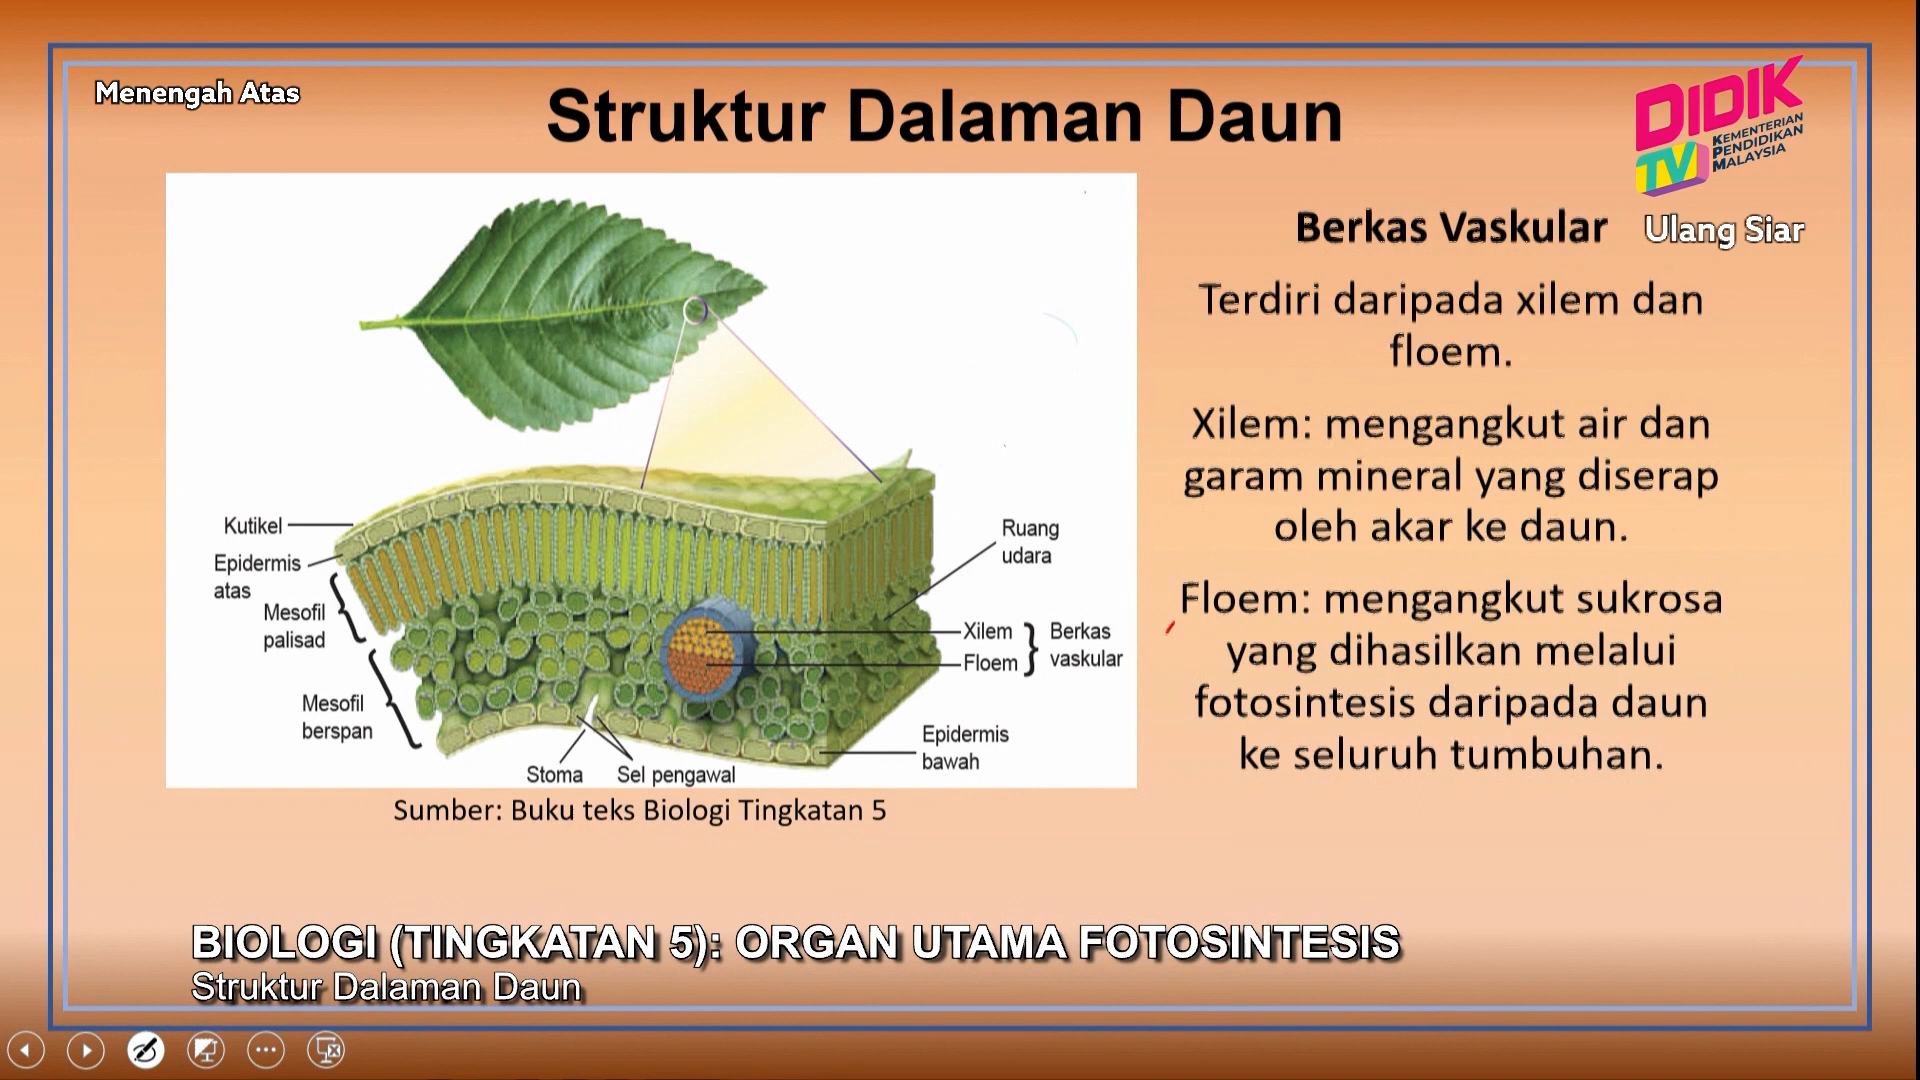 Menengah Atas
Struktur Dalaman Daun
DIDIK
TV
KEMENTERIAN
PENDIDIKAN
MALAYSIA
Ulang Siar
Berkas Vaskular
Terdiri daripada xilem dan
floem.
Xilem: mengangkut air dan
garam mineral yang diserap
oleh akar ke daun.
Floem: mengangkut sukrosa
yang dihasilkan melalui
fotosintesis daripada daun
ke seluruh tumbuhan.
Kutikel
Epidermis
atas
Mesofil
palisad
Mesofil
berspan
Stoma
Sel pengawal
Ruang
udara
Xilem
Floem
Berkas
vaskular
Epidermis
bawah
Sumber: Buku teks Biologi Tingkatan 5
BIOLOGI (TINGKATAN 5): ORGAN UTAMA FOTOSINTESIS
Struktur Dalaman Daun